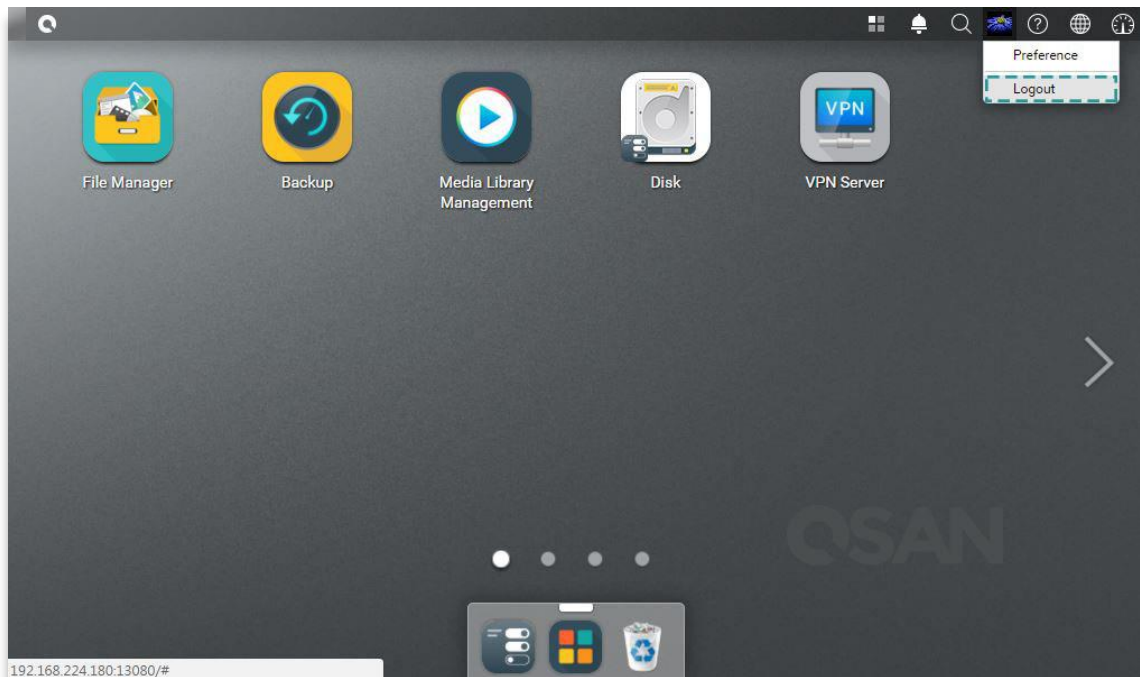 Preference
Logout
VPN
File Manager
Backup
Media Library
Management
Disk
VPN Server
QSAN
192.168.224.180:13080/#